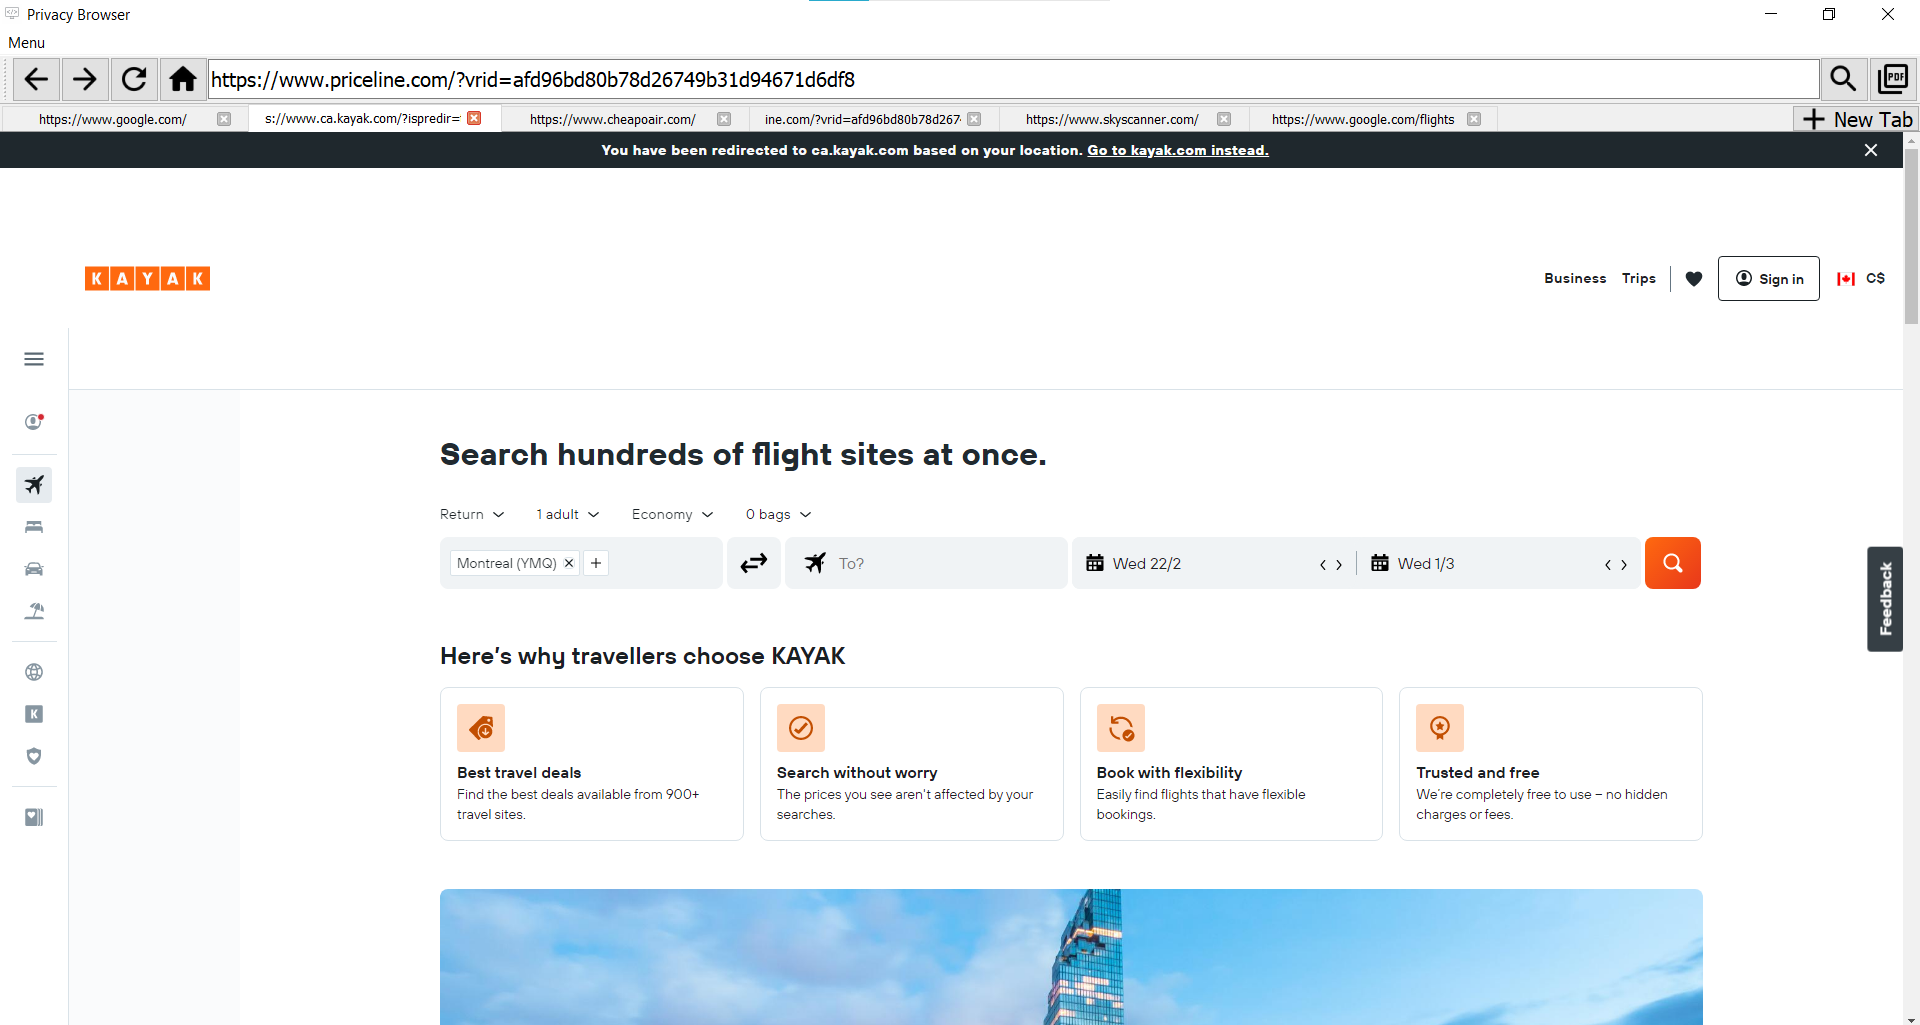 Privacy Browser
Menu
https://www.priceline.com/?vrid=afd96bd80b78d26749b31d94671d6df8
PDF
https://www.google.com/
s://www.ca.kayak.com/?ispredir=
https://www.cheapoair.com/
ine.com/?vrid=afd96bd80b78d267
https://www.skyscanner.com/
https://www.google.com/flights
New Tab
You have been redirected to ca.kayak.com based on your location. Go to kayak.com instead.
KAYAK
Business Trips Sign in C$
Search hundreds of flight sites at once.
Return 1 adult Economy 0 bags
Montreal (YMQ) To? Wed 22/2 Wed 1/3
Feedback
Here's why travellers choose KAYAK
K
Best travel deals
Find the best deals available from 900+
travel sites.
Search without worry
The prices you see aren't affected by your
searches.
Book with flexibility
Easily find flights that have flexible
bookings.
Trusted and free
We're completely free to use – no hidden
charges or fees.